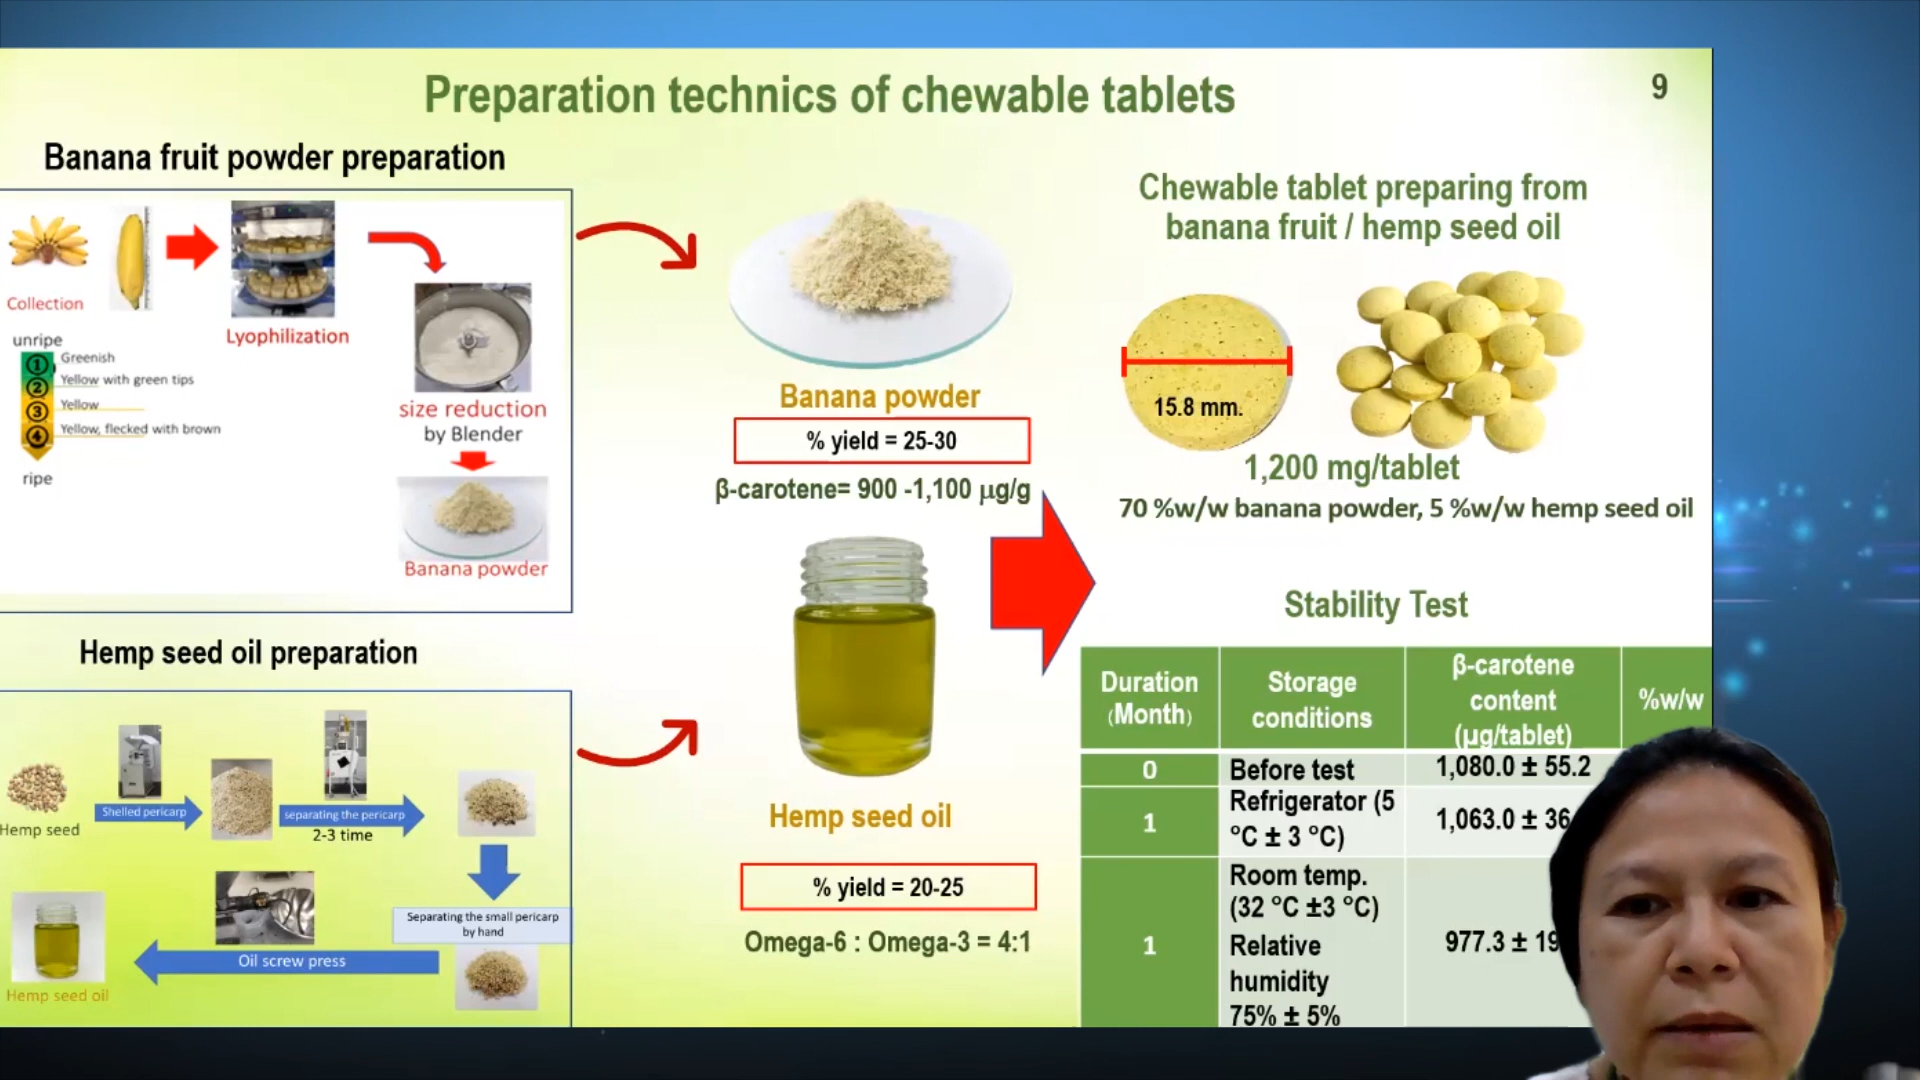 Preparation technics of chewable tablets
9
Banana fruit powder preparation
Collection
Lyophilization
unripe
1 Greenish
2 Yellow with green tips
3 Yellow
4 Yellow, flecked with brown
ripe
size reduction
by Blender
Banana powder
Hemp seed oil preparation
Hemp seed
Shelled pericarp
separating the pericarp
2-3 time
Separating the small pericarp
by hand
Oil screw press
Hemp seed oil
Banana powder
% yield = 25-30
β-carotene= 900 -1,100 µg/g
Hemp seed oil
% yield = 20-25
Omega-6 : Omega-3 = 4:1
Chewable tablet preparing from
banana fruit / hemp seed oil
15.8 mm.
1,200 mg/tablet
70 %w/w banana powder, 5 %w/w hemp seed oil
Stability Test
Duration
(Month)
Storage
conditions
β-carotene
content
(µg/tablet)
%w/w
0
Before test
1,080.0 ± 55.2
1
Refrigerator (5
°C ± 3 °C)
1,063.0 ± 36
1
Room temp.
(32 °C ±3 °C)
Relative
humidity
75% ± 5%
977.3 ± 19